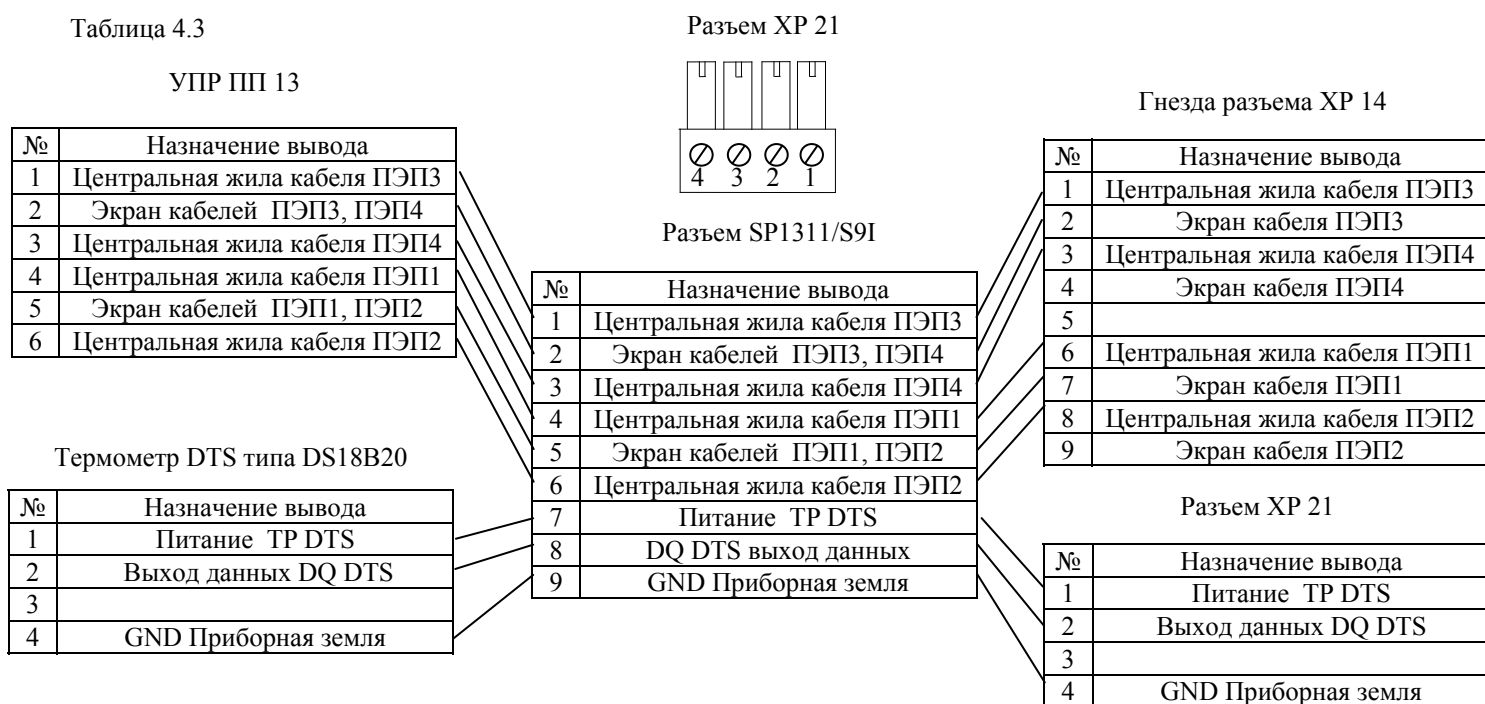 Таблица 4.3
УПР ПП 13
№ Назначение вывода
1 Центральная жила кабеля ПЭП3
2 Экран кабелей ПЭП3, ПЭП4
3 Центральная жила кабеля ПЭП4
4 Центральная жила кабеля ПЭП1
5 Экран кабелей ПЭП1, ПЭП2
6 Центральная жила кабеля ПЭП2
Термометр DTS типа DS18B20
№ Назначение вывода
1 Питание TP DTS
2 Выход данных DQ DTS
3
4 GND Приборная земля
Разъем XP 21
4 3 2 1
Разъем SP1311/S9I
№ Назначение вывода
1 Центральная жила кабеля ПЭП3
2 Экран кабелей ПЭП3, ПЭП4
3 Центральная жила кабеля ПЭП4
4 Центральная жила кабеля ПЭП1
5 Экран кабелей ПЭП1, ПЭП2
6 Центральная жила кабеля ПЭП2
7 Питание TP DTS
8 DQ DTS выход данных
9 GND Приборная земля
Гнезда разъема XP 14
№ Назначение вывода
1 Центральная жила кабеля ПЭП3
2 Экран кабеля ПЭП3
3 Центральная жила кабеля ПЭП4
4 Экран кабеля ПЭП4
5
6 Центральная жила кабеля ПЭП1
7 Экран кабеля ПЭП1
8 Центральная жила кабеля ПЭП2
9 Экран кабеля ПЭП2
Разъем XP 21
№ Назначение вывода
1 Питание TP DTS
2 Выход данных DQ DTS
3
4 GND Приборная земля